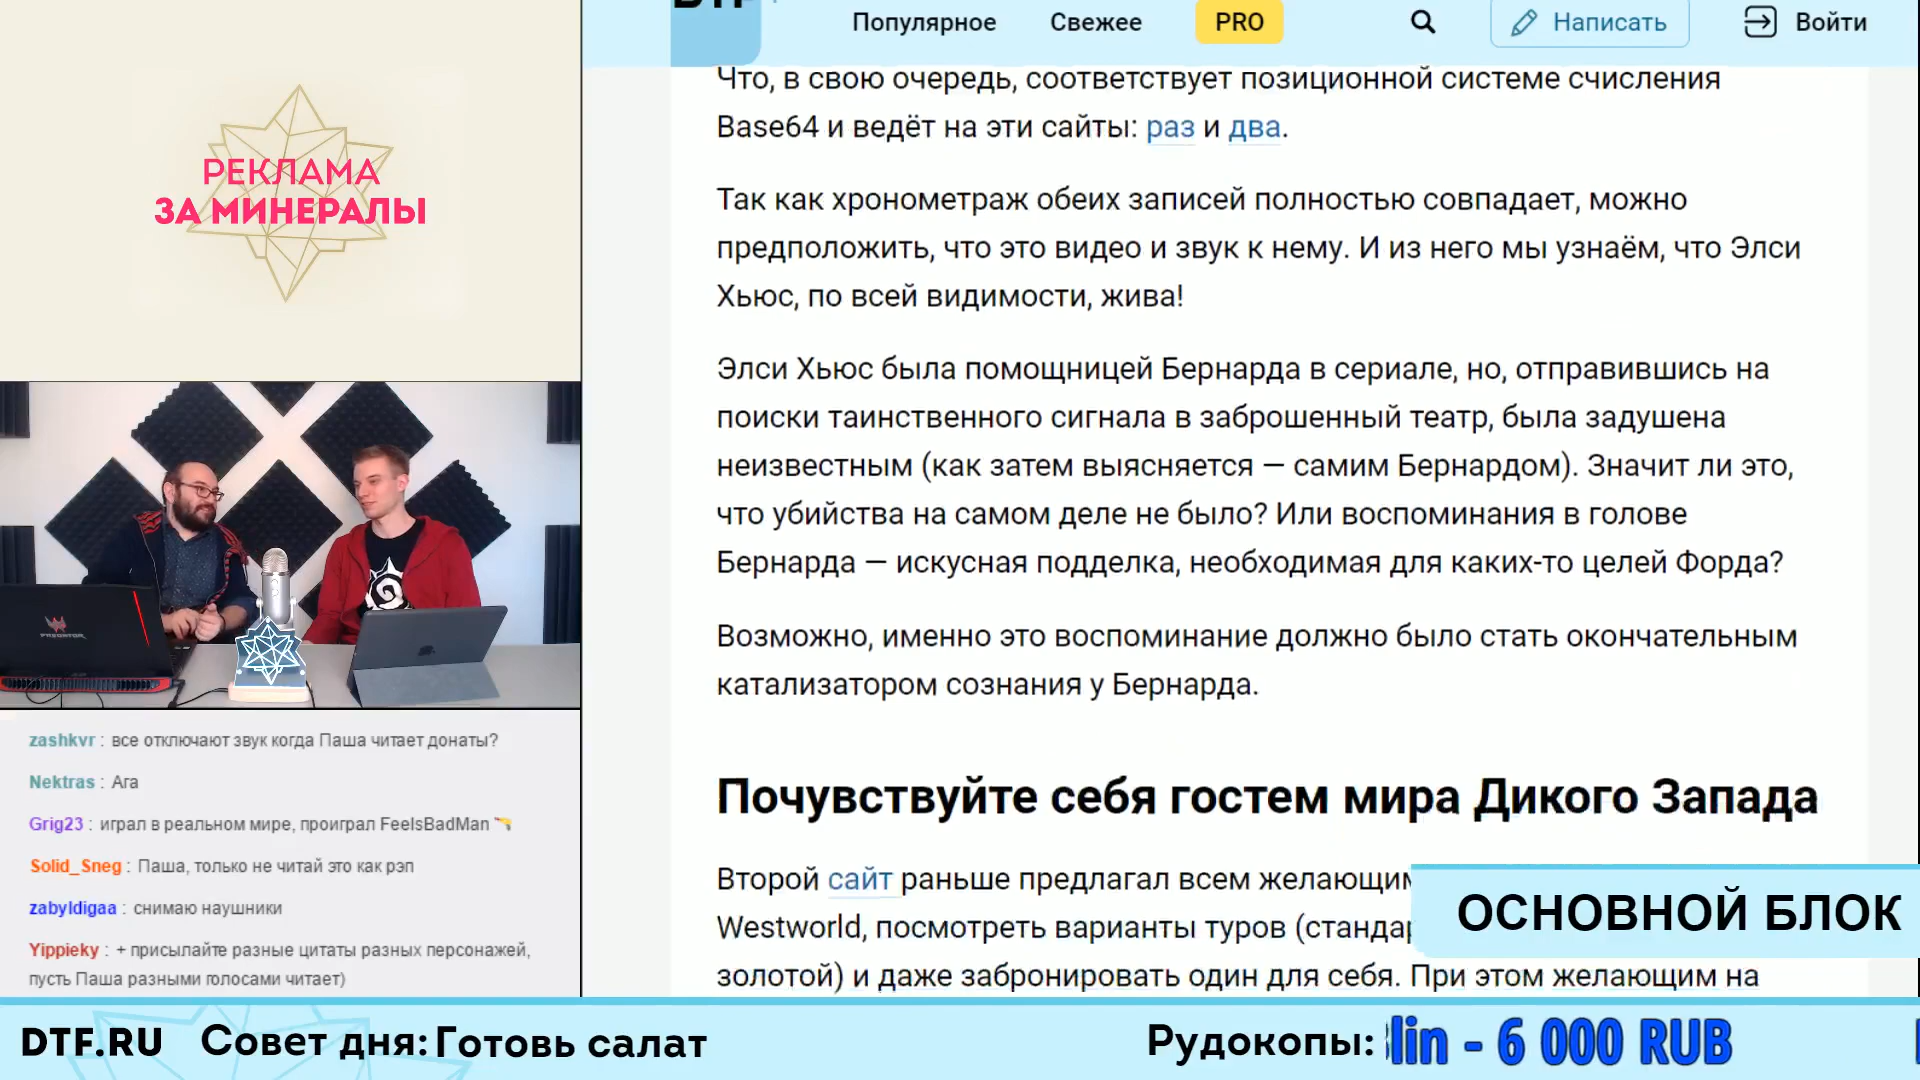 РЕКЛАМА
ЗА МИНЕРАЛЫ
PREDATOR
zashkvr : все отключают звук когда Паша читает донаты?
Nektras : Ага
Grig23 : играл в реальном мире, проиграл FeelsBadMan
Solid_Sneg : Паша, только не читай это как рэп
zabyldigaa : снимаю наушники
Yippieky : + присылайте разные цитаты разных персонажей,
пусть Паша разными голосами читает)
DTF
Популярное
Свежее
PRO
Написать
Войти
Что, в свою очередь, соответствует позиционной системе счисления
Base64 и ведёт на эти сайты: раз и два.
Так как хронометраж обеих записей полностью совпадает, можно
предположить, что это видео и звук к нему. И из него мы узнаём, что Элси
Хьюс, по всей видимости, жива!
Элси Хьюс была помощницей Бернарда в сериале, но, отправившись на
поиски таинственного сигнала в заброшенный театр, была задушена
неизвестным (как затем выясняется — самим Бернардом). Значит ли это,
что убийства на самом деле не было? Или воспоминания в голове
Бернарда — искусная подделка, необходимая для каких-то целей Форда?
Возможно, именно это воспоминание должно было стать окончательным
катализатором сознания у Бернарда.
Почувствуйте себя гостем мира Дикого Запада
Второй сайт раньше предлагал всем желающим
Westworld, посмотреть варианты туров (стандар
золотой) и даже забронировать один для себя. При этом желающим на
ОСНОВНОЙ БЛОК
DTF.RU Совет дня: Готовь салат
Рудокопы: lin - 6 000 RUB